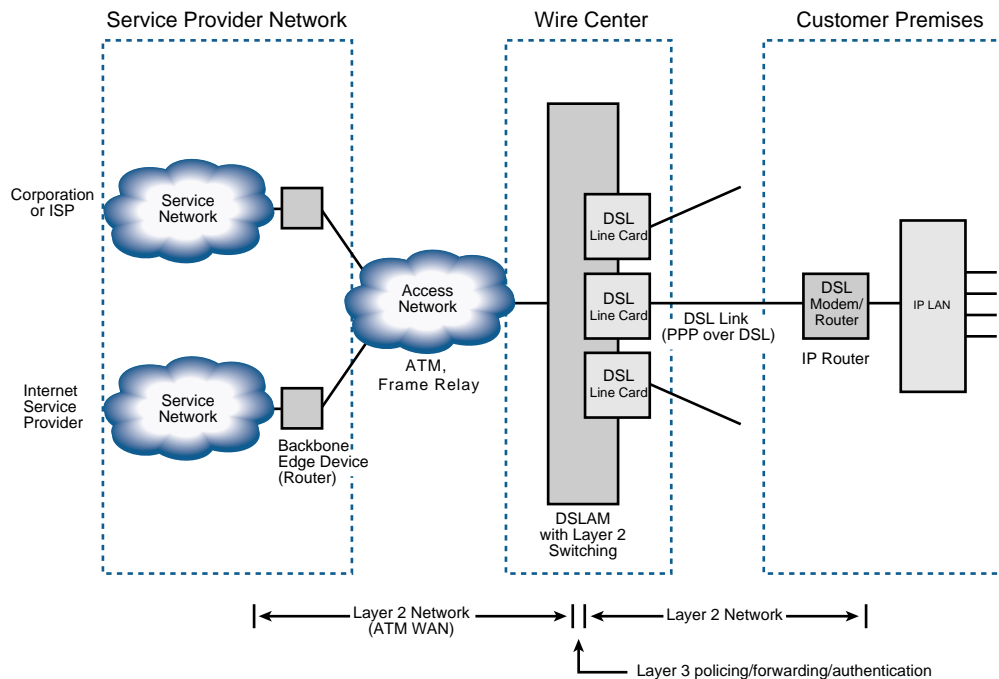 Service Provider Network
Wire Center
Customer Premises
Corporation
or ISP
Service
Network
DSL
Line Card
Access
Network
DSL
Line Card
DSL Link
(PPP over DSL)
DSL
Modem/
Router
IP LAN
IP Router
ATM,
Frame Relay
DSL
Line Card
Internet
Service
Provider
Service
Network
Backbone
Edge Device
(Router)
DSLAM
with Layer 2
Switching
Layer 2 Network
(ATM WAN)
Layer 2 Network
Layer 3 policing/forwarding/authentication